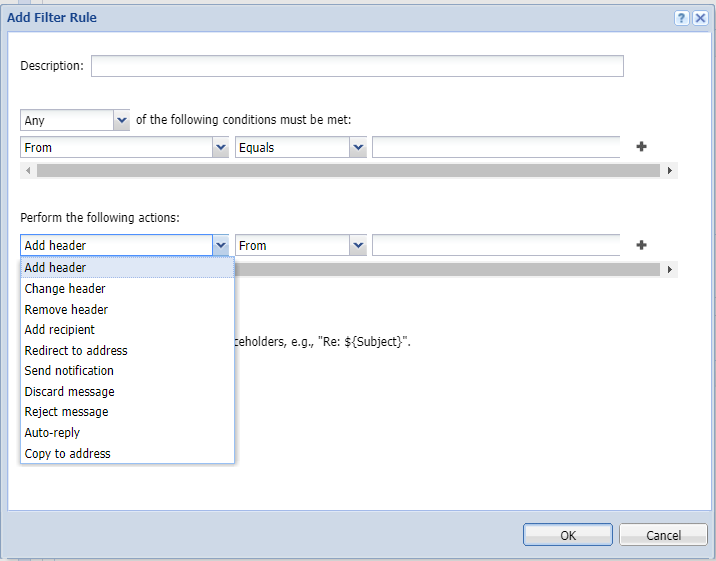 Add Filter Rule
Description:
Any of the following conditions must be met:
From Equals
Perform the following actions:
Add header From
Add header
Change header
Remove header
Add recipient
Redirect to address
Send notification
Discard message
Reject message
Auto-reply
Copy to address
ceholders, e.g., "Re: ${Subject}".
OK Cancel